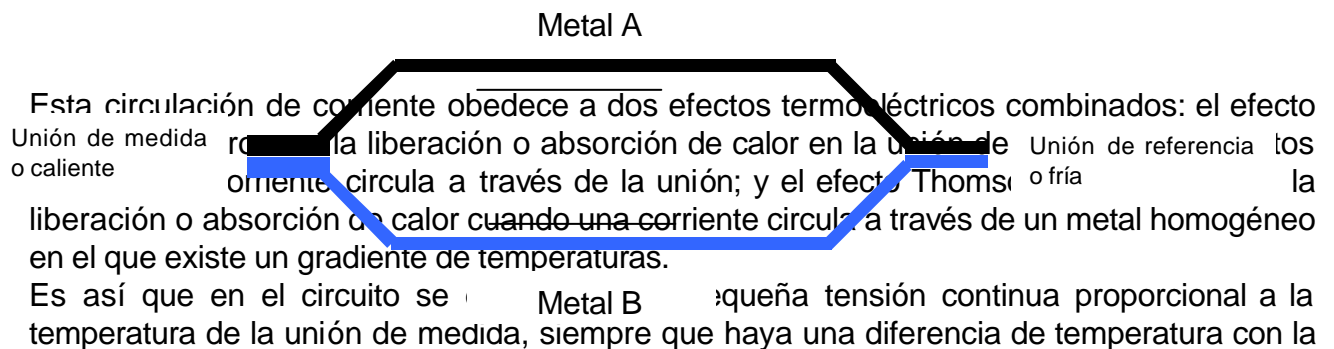 Metal A
Esta circulación de corriente obedece a dos efectos termoeléctricos combinados: el efecto
Unión de medida
o caliente
la liberación o absorción de calor en la unión de
Unión de referencia
o fría
corriente circula a través de la unión; y el efecto la
liberación o absorción de calor cuando una corriente circula a través de un metal homogéneo
en el que existe un gradiente de temperaturas.
Es así que en el circuito se pequeña tensión continua proporcional a la
Metal B
temperatura de la unión de medida, siempre que haya una diferencia de temperatura con la